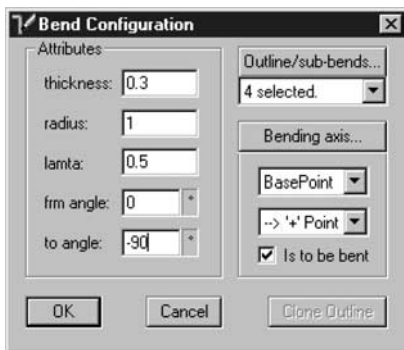 Bend Configuration
Attributes
thickness: 0.3
radius: 1
lamta: 0.5
frm angle: 0 °
to angle: -90 °
Outline/sub-bends...
4 selected.
Bending axis...
BasePoint
--> '+' Point
Is to be bent
OK
Cancel
Clone Outline